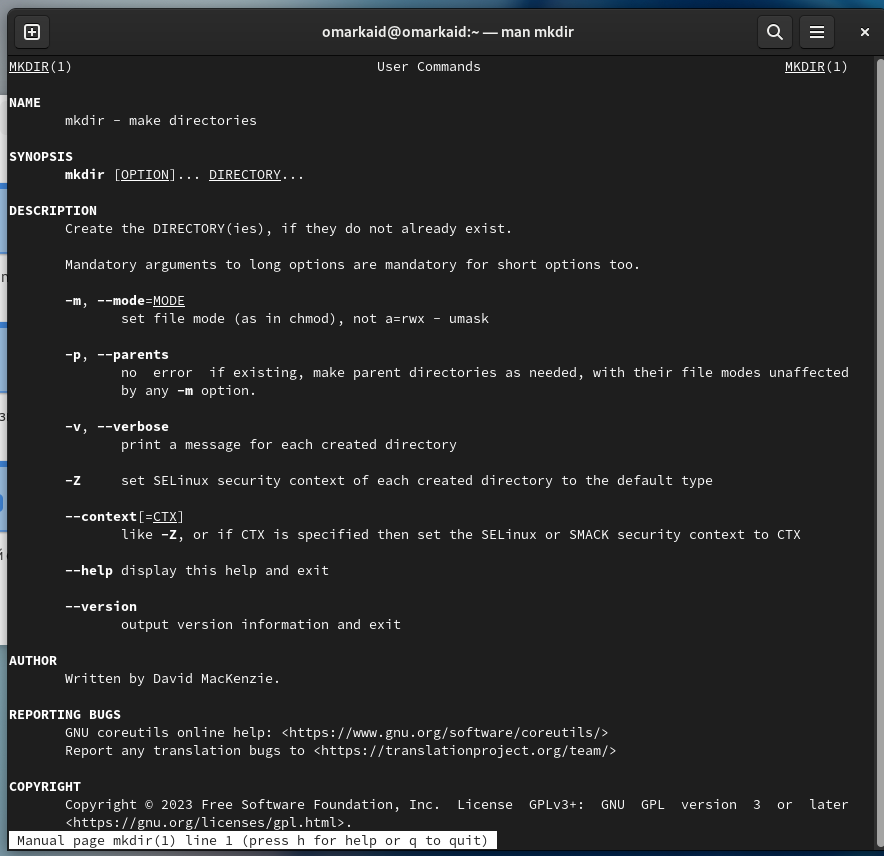 omarkaid@omarkaid:~ — man mkdir
MKDIR(1) User Commands MKDIR(1)
NAME
mkdir - make directories
SYNOPSIS
mkdir [OPTION]... DIRECTORY...
DESCRIPTION
Create the DIRECTORY(ies), if they do not already exist.
Mandatory arguments to long options are mandatory for short options too.
-m, --mode=MODE
set file mode (as in chmod), not a=rwx - umask
-p, --parents
no error if existing, make parent directories as needed, with their file modes unaffected
by any -m option.
-v, --verbose
print a message for each created directory
-Z set SELinux security context of each created directory to the default type
--context[=CTX]
like -Z, or if CTX is specified then set the SELinux or SMACK security context to CTX
--help display this help and exit
--version
output version information and exit
AUTHOR
Written by David MacKenzie.
REPORTING BUGS
GNU coreutils online help: <https://www.gnu.org/software/coreutils/>
Report any translation bugs to <https://translationproject.org/team/>
COPYRIGHT
Copyright © 2023 Free Software Foundation, Inc. License GPLv3+: GNU GPL version 3 or later
<https://gnu.org/licenses/gpl.html>.
Manual page mkdir(1) line 1 (press h for help or q to quit)